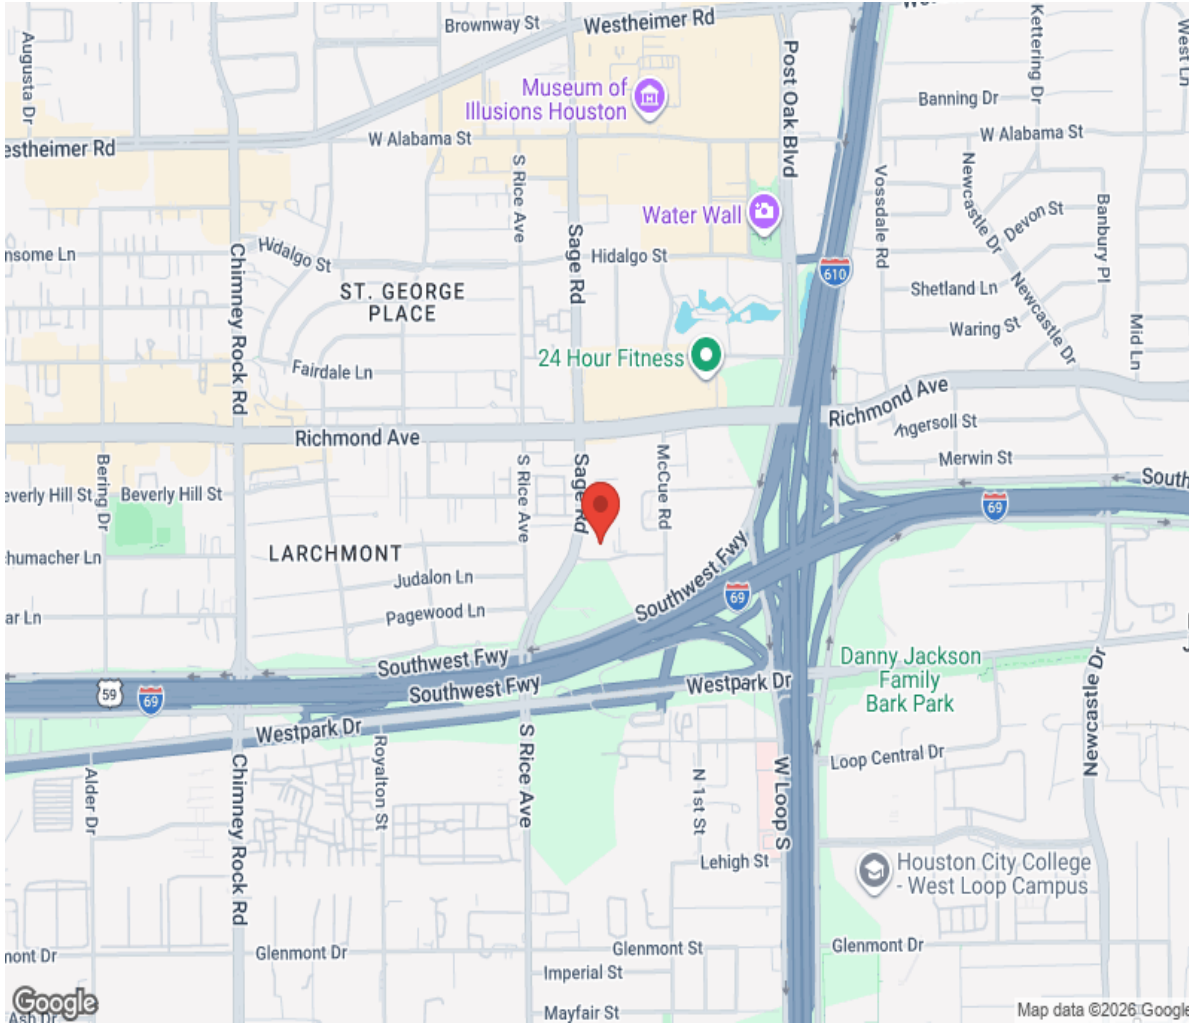 Brownway St
Westheimer Rd
Augusta Dr
Kettering Dr
West Ln
Museum of
Illusions Houston
Post Oak Blvd
Banning Dr
estheimer Rd
W Alabama St
W Alabama St
S Rice Ave
Vossdale Rd
Newcastle Dr
Devon St
Banbury Pl
Water Wall
nsome Ln
Hidalgo St
Sage Rd
Hidalgo St
610
Chimney Rock Rd
ST. GEORGE
PLACE
Shetland Ln
Newcastle Dr
Waring St
Mid Ln
24 Hour Fitness
Fairdale Ln
Richmond Ave
Richmond Ave
Ingersoll St
Merwin St
Bering Dr
S Rice Ave
Sage Rd
McCue Rd
South
everly Hill St
Beverly Hill St
69
humacher Ln
LARCHMONT
Judalon Ln
Southwest Fwy
69
ar Ln
Pagewood Ln
Southwest Fwy
Southwest Fwy
Westpark Dr
59
69
Danny Jackson
Family
Bark Park
Newcastle Dr
Westpark Dr
Royalton St
S Rice Ave
Chimney Rock Rd
Alder Dr
N 1st St
W Loop S
Loop Central Dr
Lehigh St
Houston City College
- West Loop Campus
mont Dr
Glenmont Dr
Glenmont St
Glenmont Dr
Imperial St
Mayfair St
Google
Ash Dr
Map data ©2026 Google